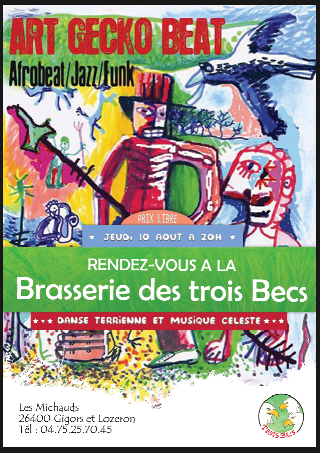 ART GECKO BEAT
Afrobeat/Jazz/Funk
PRIX LIBRE
* JEUDI 10 AOUT A 20H *
RENDEZ-VOUS A LA
Brasserie des trois Becs
DANSE TERRIENNE ET MUSIQUE CELESTE
Les Michauds
26400 Gigors et Lozeron
Tél : 04.75.25.70.45